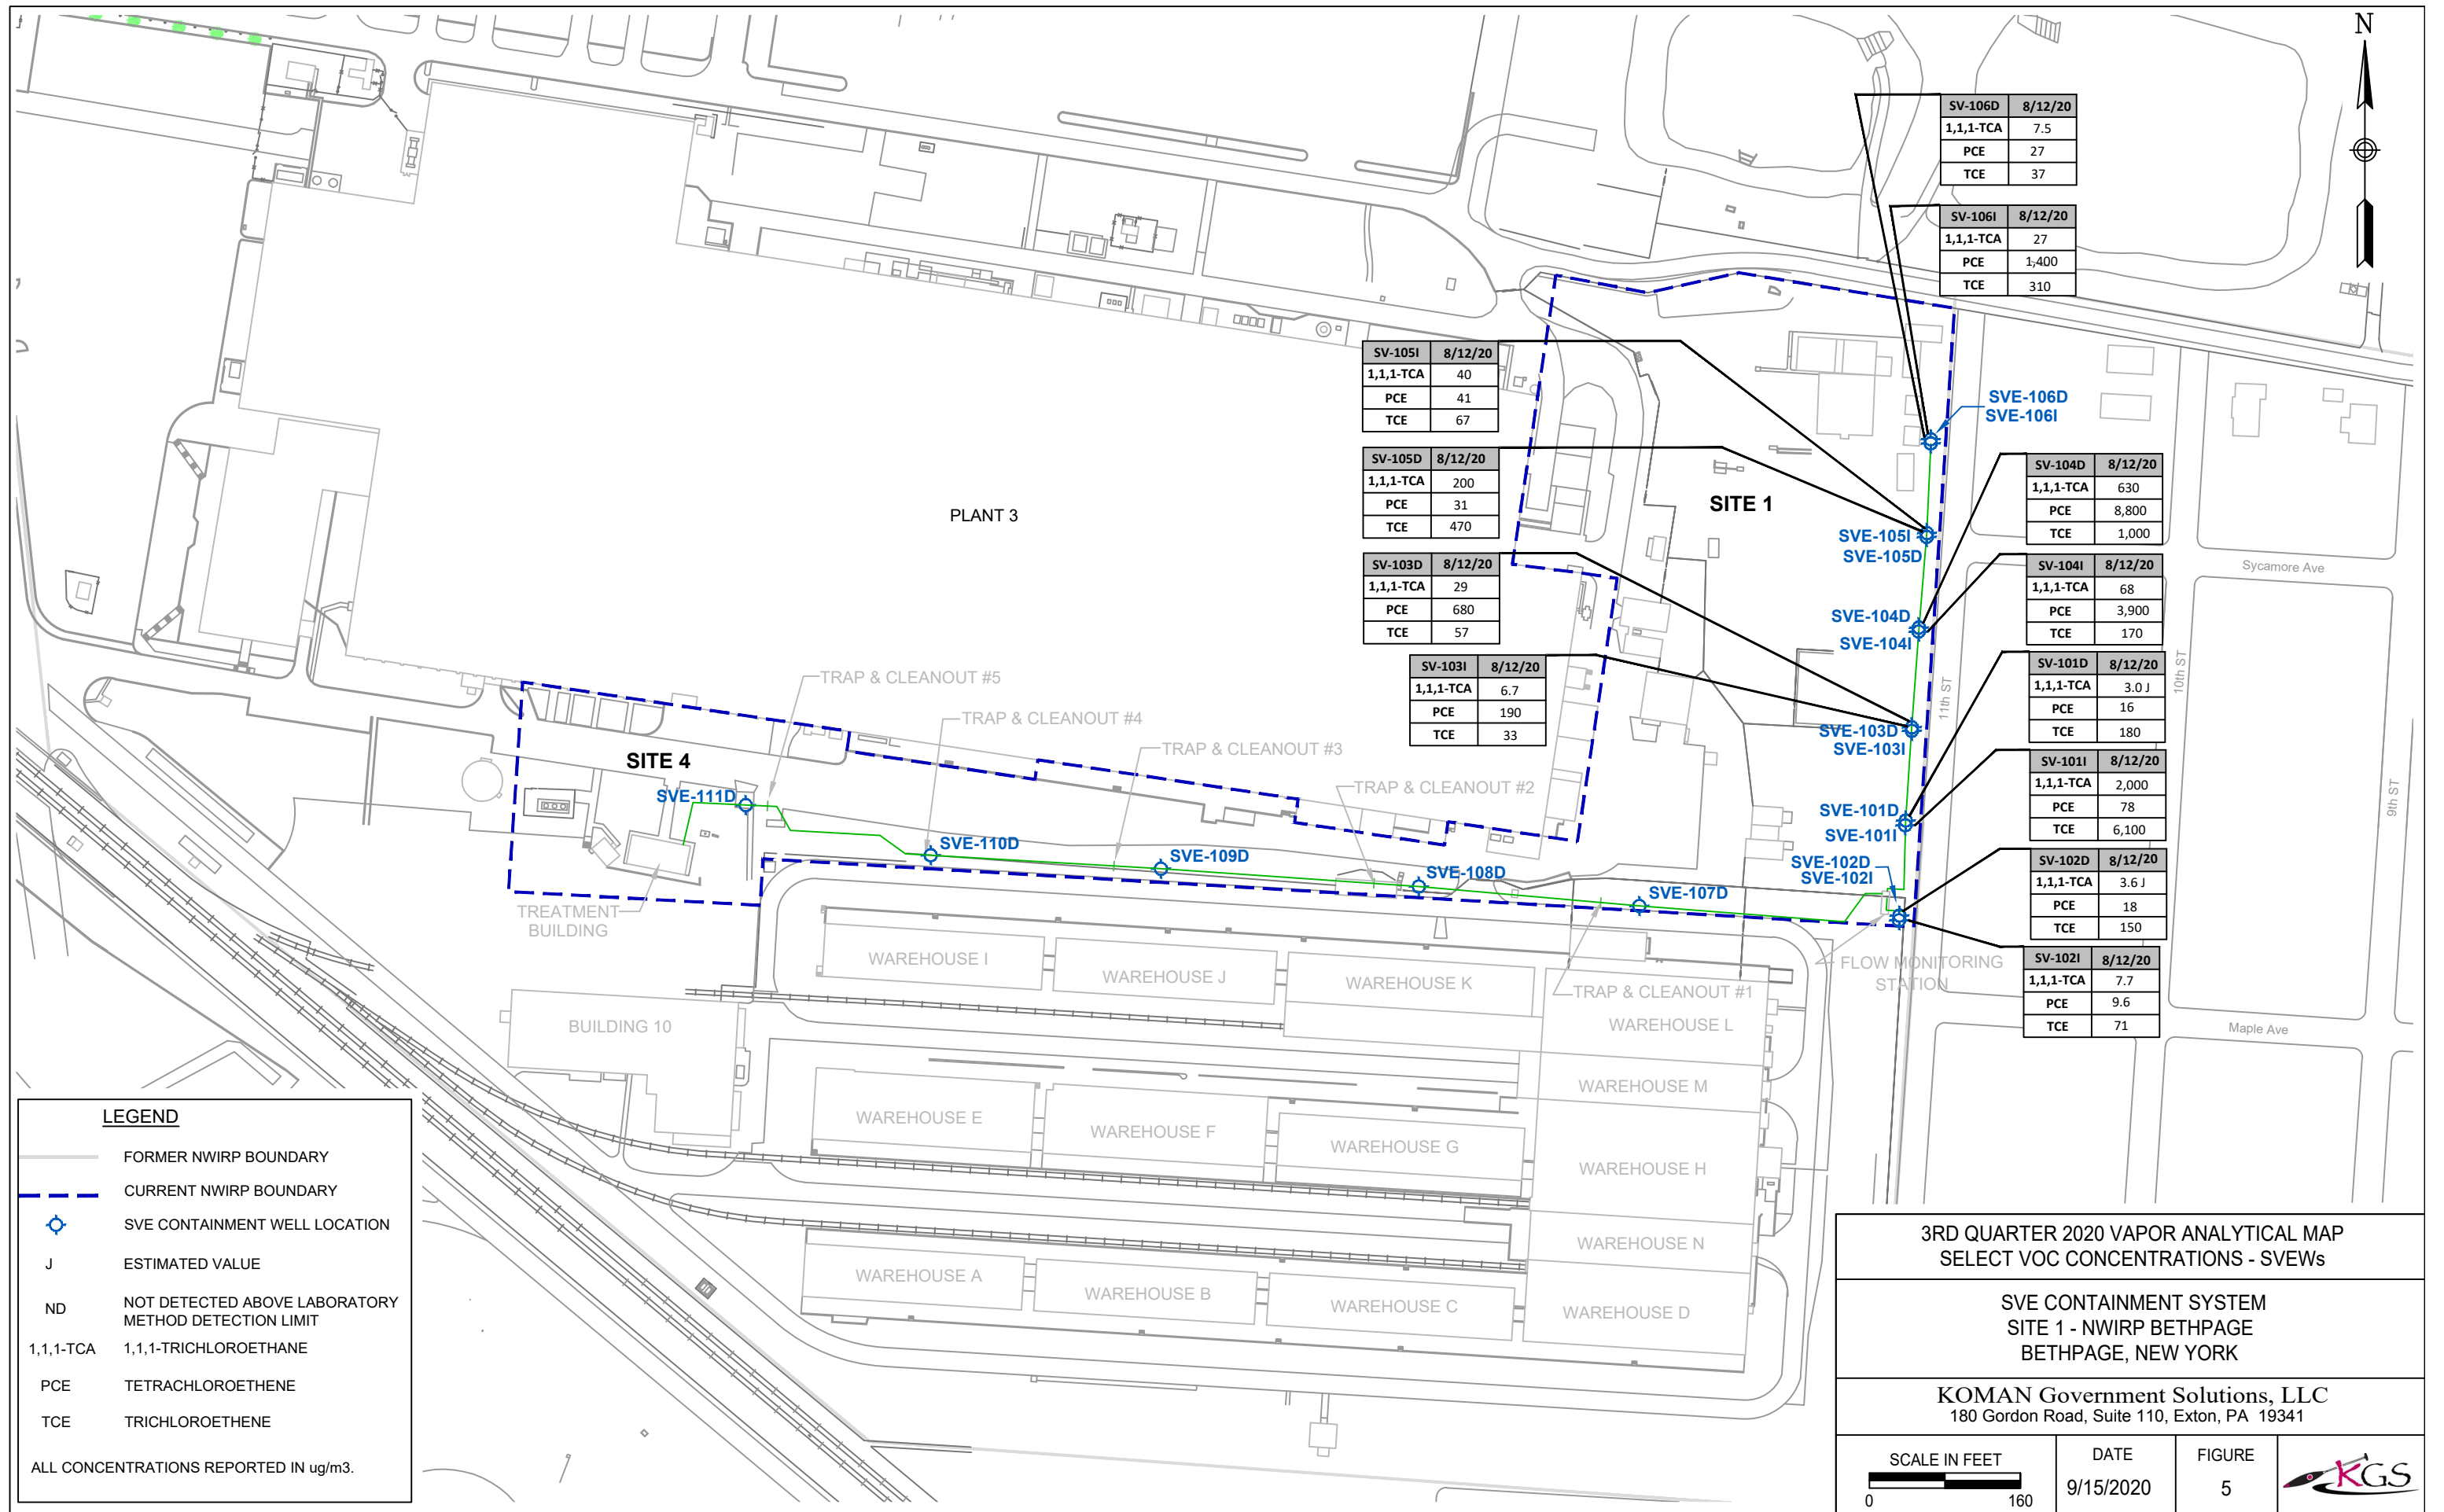 N
SV-106D 8/12/20
1,1,1-TCA 7.5
PCE 27
TCE 37
SV-106I 8/12/20
1,1,1-TCA 27
PCE 1,400
TCE 310
SV-105I 8/12/20
1,1,1-TCA 40
PCE 41
TCE 67
SV-105D 8/12/20
1,1,1-TCA 200
PCE 31
TCE 470
SV-103D 8/12/20
1,1,1-TCA 29
PCE 680
TCE 57
SV-103I 8/12/20
1,1,1-TCA 6.7
PCE 190
TCE 33
SV-104D 8/12/20
1,1,1-TCA 630
PCE 8,800
TCE 1,000
SV-104I 8/12/20
1,1,1-TCA 68
PCE 3,900
TCE 170
SV-101D 8/12/20
1,1,1-TCA 3.0 J
PCE 16
TCE 180
SV-101I 8/12/20
1,1,1-TCA 2,000
PCE 78
TCE 6,100
SV-102D 8/12/20
1,1,1-TCA 3.6 J
PCE 18
TCE 150
SV-102I 8/12/20
1,1,1-TCA 7.7
PCE 9.6
TCE 71
SVE-106D
SVE-106I
SITE 1
SVE-105I
SVE-105D
SVE-104D
SVE-104I
SVE-103D
SVE-103I
SVE-101D
SVE-101I
SVE-102D
SVE-102I
PLANT 3
Sycamore Ave
10th ST
11th ST
9th ST
Maple Ave
TRAP & CLEANOUT #5
TRAP & CLEANOUT #4
TRAP & CLEANOUT #3
TRAP & CLEANOUT #2
SITE 4
SVE-111D
SVE-110D
SVE-109D
SVE-108D
SVE-107D
TREATMENT
BUILDING
FLOW MONITORING
STATION
TRAP & CLEANOUT #1
WAREHOUSE I
WAREHOUSE J
WAREHOUSE K
WAREHOUSE L
BUILDING 10
WAREHOUSE M
WAREHOUSE E
WAREHOUSE F
WAREHOUSE G
WAREHOUSE H
WAREHOUSE N
WAREHOUSE A
WAREHOUSE B
WAREHOUSE C
WAREHOUSE D
LEGEND
FORMER NWIRP BOUNDARY
CURRENT NWIRP BOUNDARY
SVE CONTAINMENT WELL LOCATION
J ESTIMATED VALUE
ND NOT DETECTED ABOVE LABORATORY
METHOD DETECTION LIMIT
1,1,1-TCA 1,1,1-TRICHLOROETHANE
PCE TETRACHLOROETHENE
TCE TRICHLOROETHENE
ALL CONCENTRATIONS REPORTED IN ug/m3.
3RD QUARTER 2020 VAPOR ANALYTICAL MAP
SELECT VOC CONCENTRATIONS - SVEWs
SVE CONTAINMENT SYSTEM
SITE 1 - NWIRP BETHPAGE
BETHPAGE, NEW YORK
KOMAN Government Solutions, LLC
180 Gordon Road, Suite 110, Exton, PA 19341
SCALE IN FEET
0 160
DATE
9/15/2020
FIGURE
5
KGS